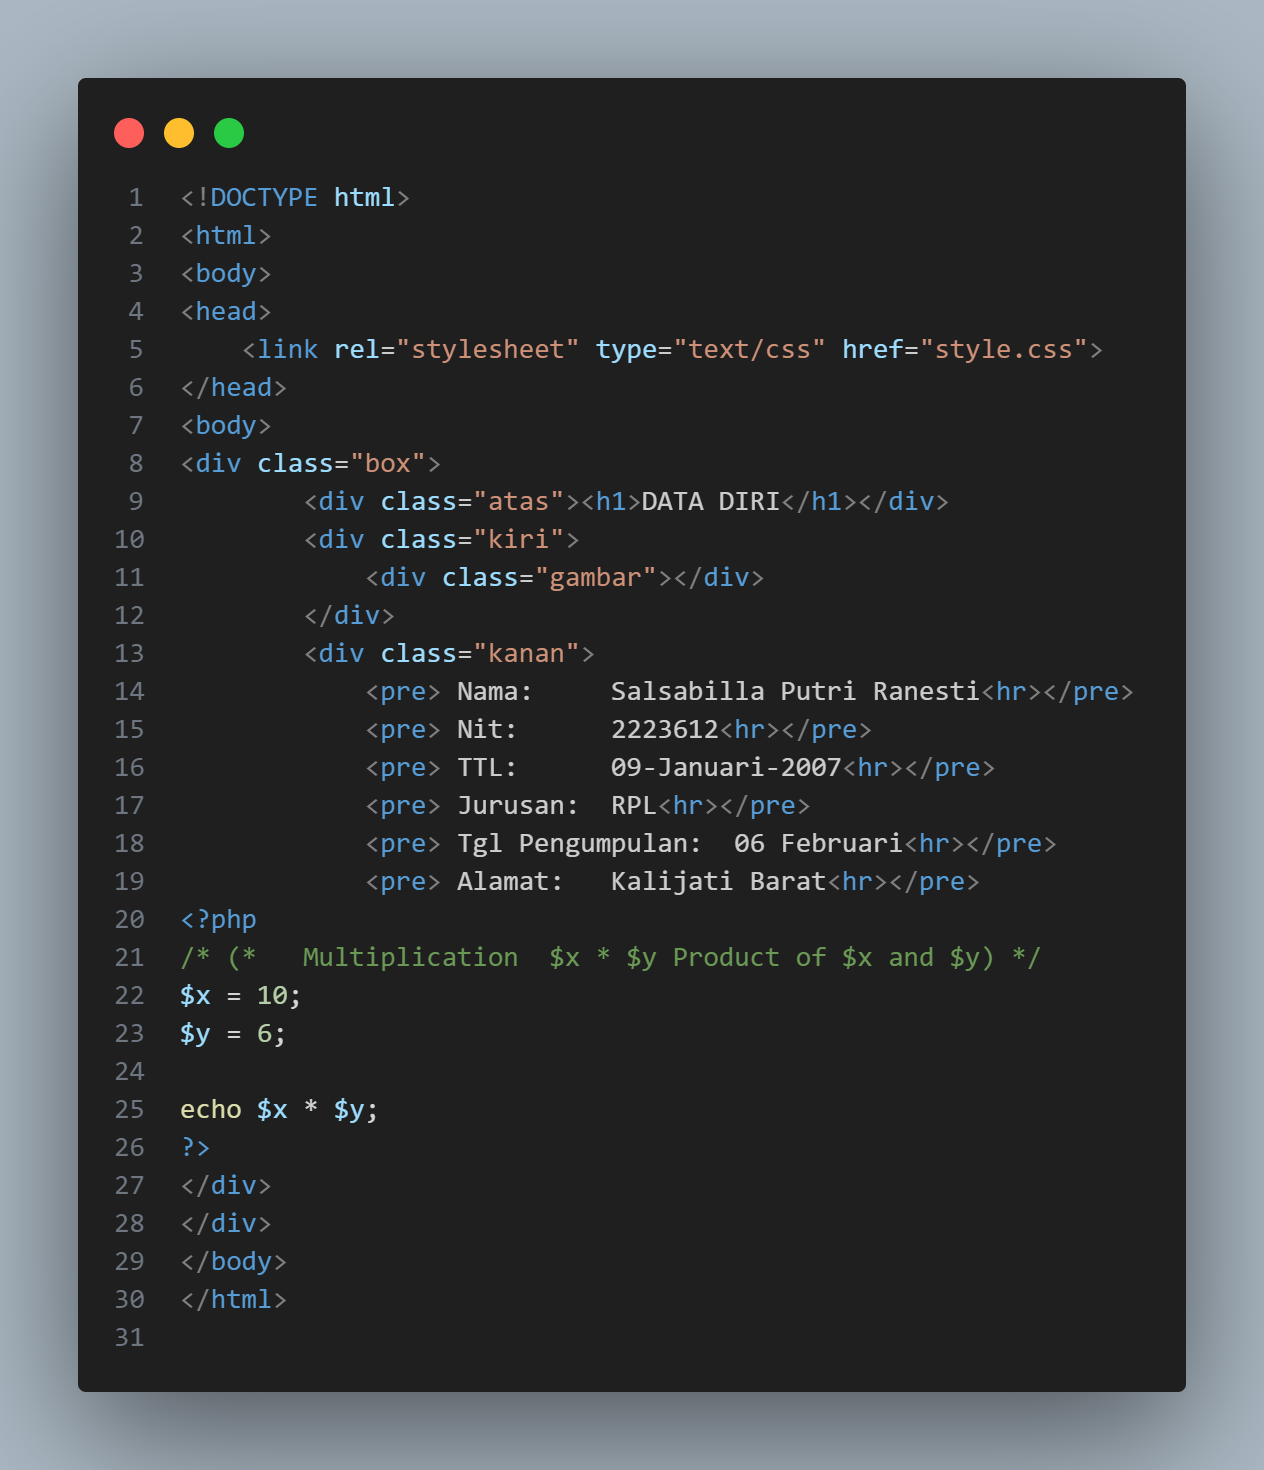 1 <!DOCTYPE html>
2 <html>
3 <body>
4 <head>
5     <link rel="stylesheet" type="text/css" href="style.css">
6 </head>
7 <body>
8 <div class="box">
9         <div class="atas"><h1>DATA DIRI</h1></div>
10         <div class="kiri">
11             <div class="gambar"></div>
12         </div>
13         <div class="kanan">
14             <pre> Nama:     Salsabilla Putri Ranesti<hr></pre>
15             <pre> Nit:      2223612<hr></pre>
16             <pre> TTL:      09-Januari-2007<hr></pre>
17             <pre> Jurusan:  RPL<hr></pre>
18             <pre> Tgl Pengumpulan:  06 Februari<hr></pre>
19             <pre> Alamat:   Kalijati Barat<hr></pre>
20 <?php
21 /* (*   Multiplication  $x * $y Product of $x and $y) */
22 $x = 10;
23 $y = 6;
24
25 echo $x * $y;
26 ?>
27 </div>
28 </div>
29 </body>
30 </html>
31